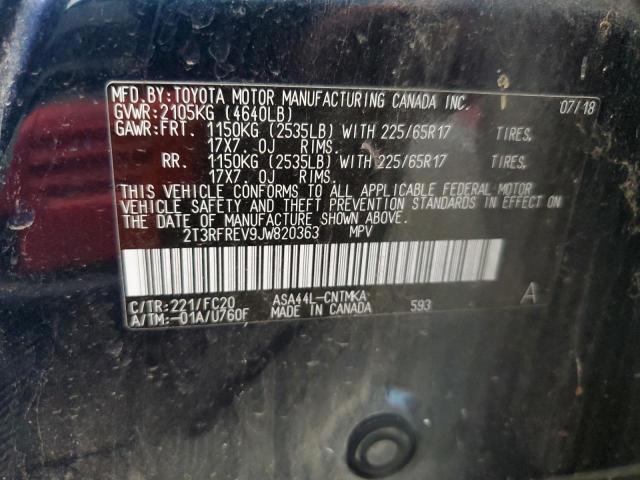 MFD.BY:TOYOTA MOTOR MANUFACTURING CANADA INC. 07/18
GVWR:2105KG (4640LB)
GAWR:FRT. 1150KG (2535LB) WITH 225/65R17 TIRES,
17X7.0J RIMS.
RR. 1150KG (2535LB) WITH 225/65R17 TIRES,
17X7.0J RIMS.
THIS VEHICLE CONFORMS TO ALL APPLICABLE FEDERAL MOTOR
VEHICLE SAFETY AND THEFT PREVENTION STANDARDS IN EFFECT ON
THE DATE OF MANUFACTURE SHOWN ABOVE.
2T3RFREV9JW820363 MPV
C/TR:221/FC20 ASA44L-CNTMKA 593 A
A/TM:-01A/U760F MADE IN CANADA